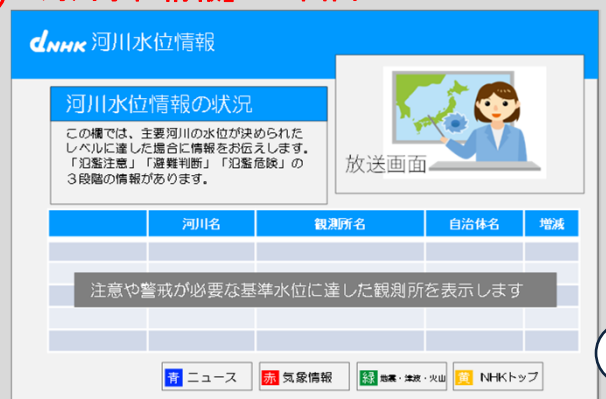 dNHK 河川水位情報
河川水位情報の状況
この欄では、主要河川の水位が決められた
レベルに達した場合に情報をお伝えします。
「氾濫注意」「避難判断」「氾濫危険」の
３段階の情報があります。
放送画面
河川名 観測所名 自治体名 増減
注意や警戒が必要な基準水位に達した観測所を表示します
青 ニュース 赤 気象情報 緑 地震・津波・火山 黄 NHKトップ